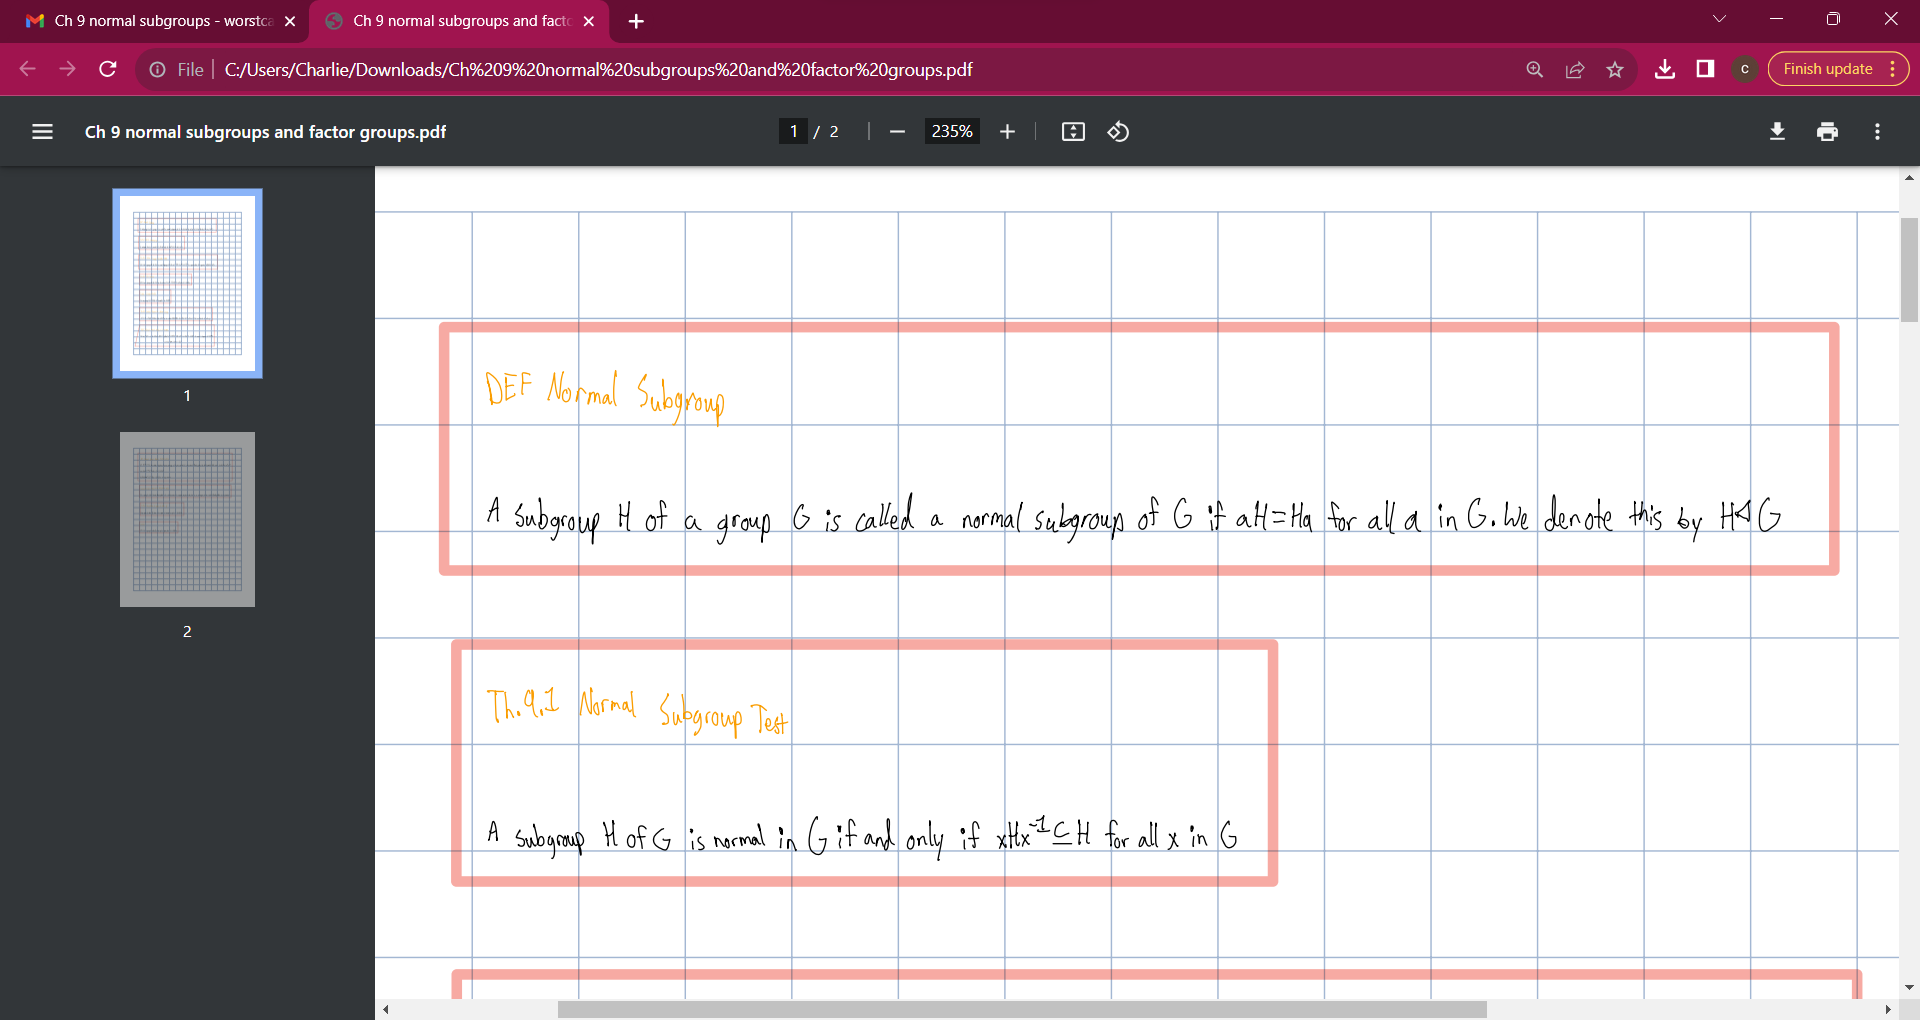 Ch 9 normal subgroups - worstca
Ch 9 normal subgroups and facto
File | C:/Users/Charlie/Downloads/Ch%209%20normal%20subgroups%20and%20factor%20groups.pdf
C
Finish update
Ch 9 normal subgroups and factor groups.pdf
1 / 2
235%
1
2
DEF Normal Subgroup
A subgroup H of a group G is called a normal subgroup of G if aH=Ha for all a in G. We denote this by H⊲G
Th.9.1 Normal Subgroup Test
A subgroup H of G is normal in G if and only if xHx⁻¹⊆H for all x in G